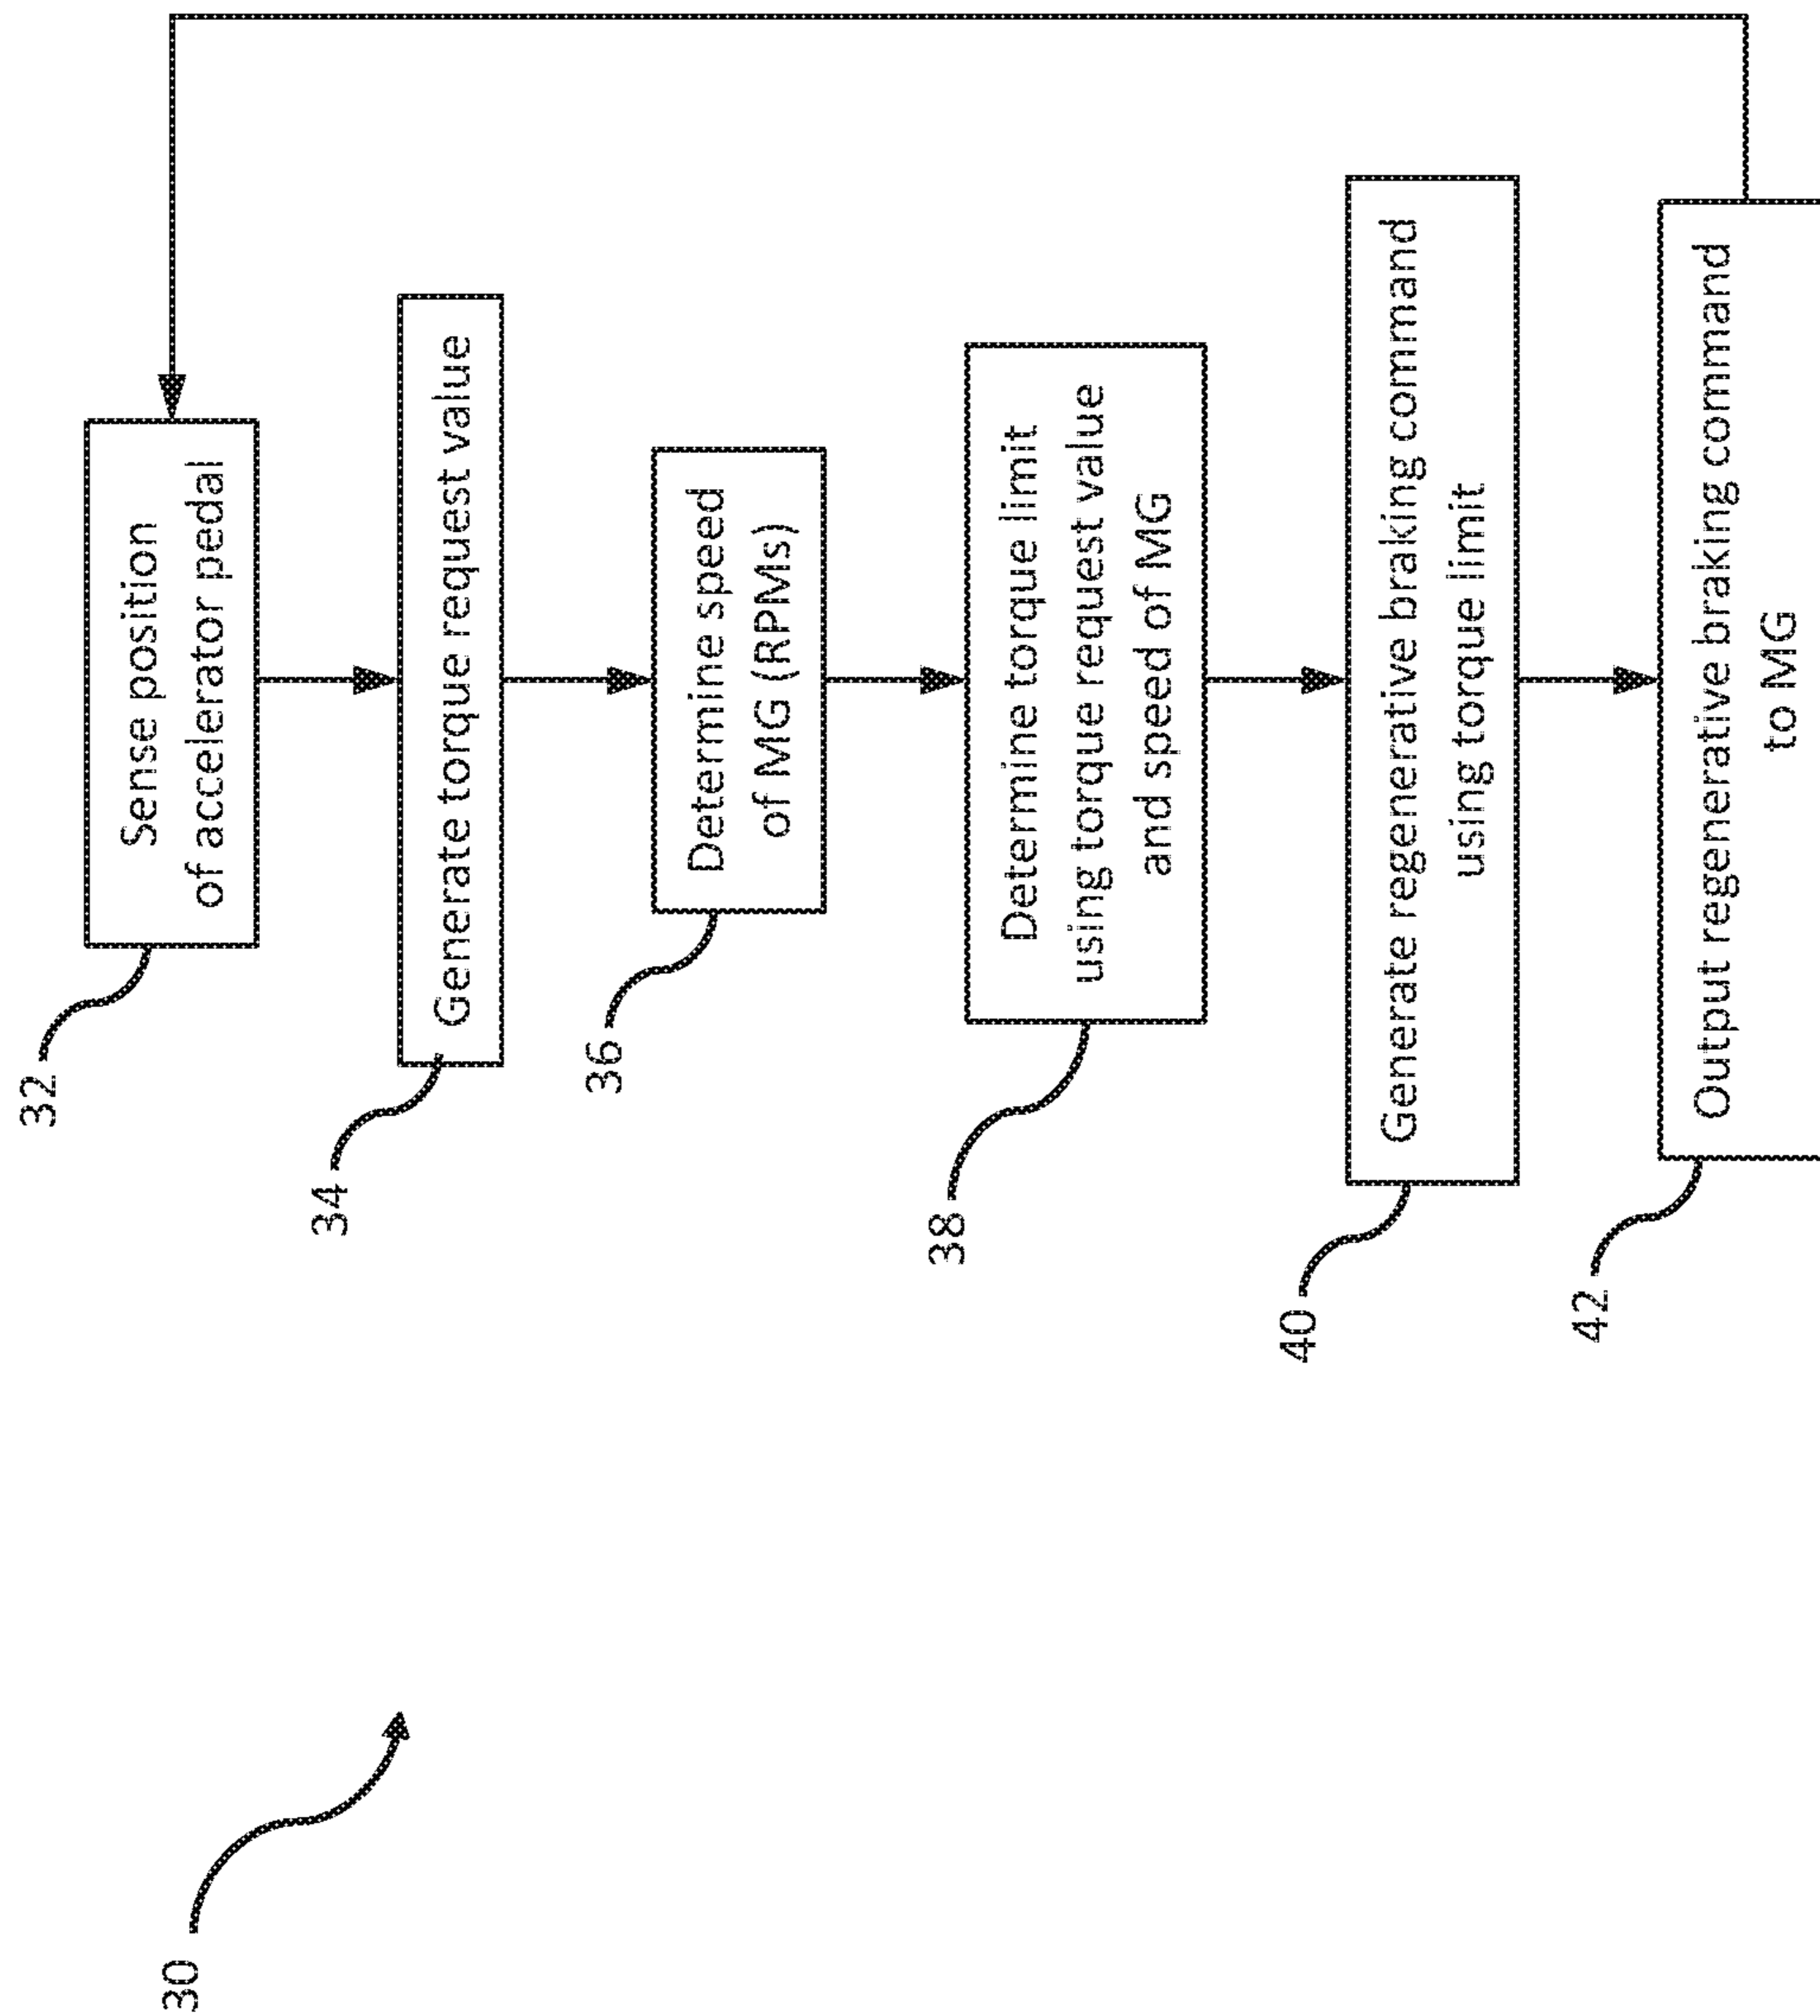 30
32
Sense position
of accelerator pedal
34
Generate torque request value
36
Determine speed
of MG (RPMs)
38
Determine torque limit
using torque request value
and speed of MG
40
Generate regenerative braking command
using torque limit
42
Output regenerative braking command
to MG